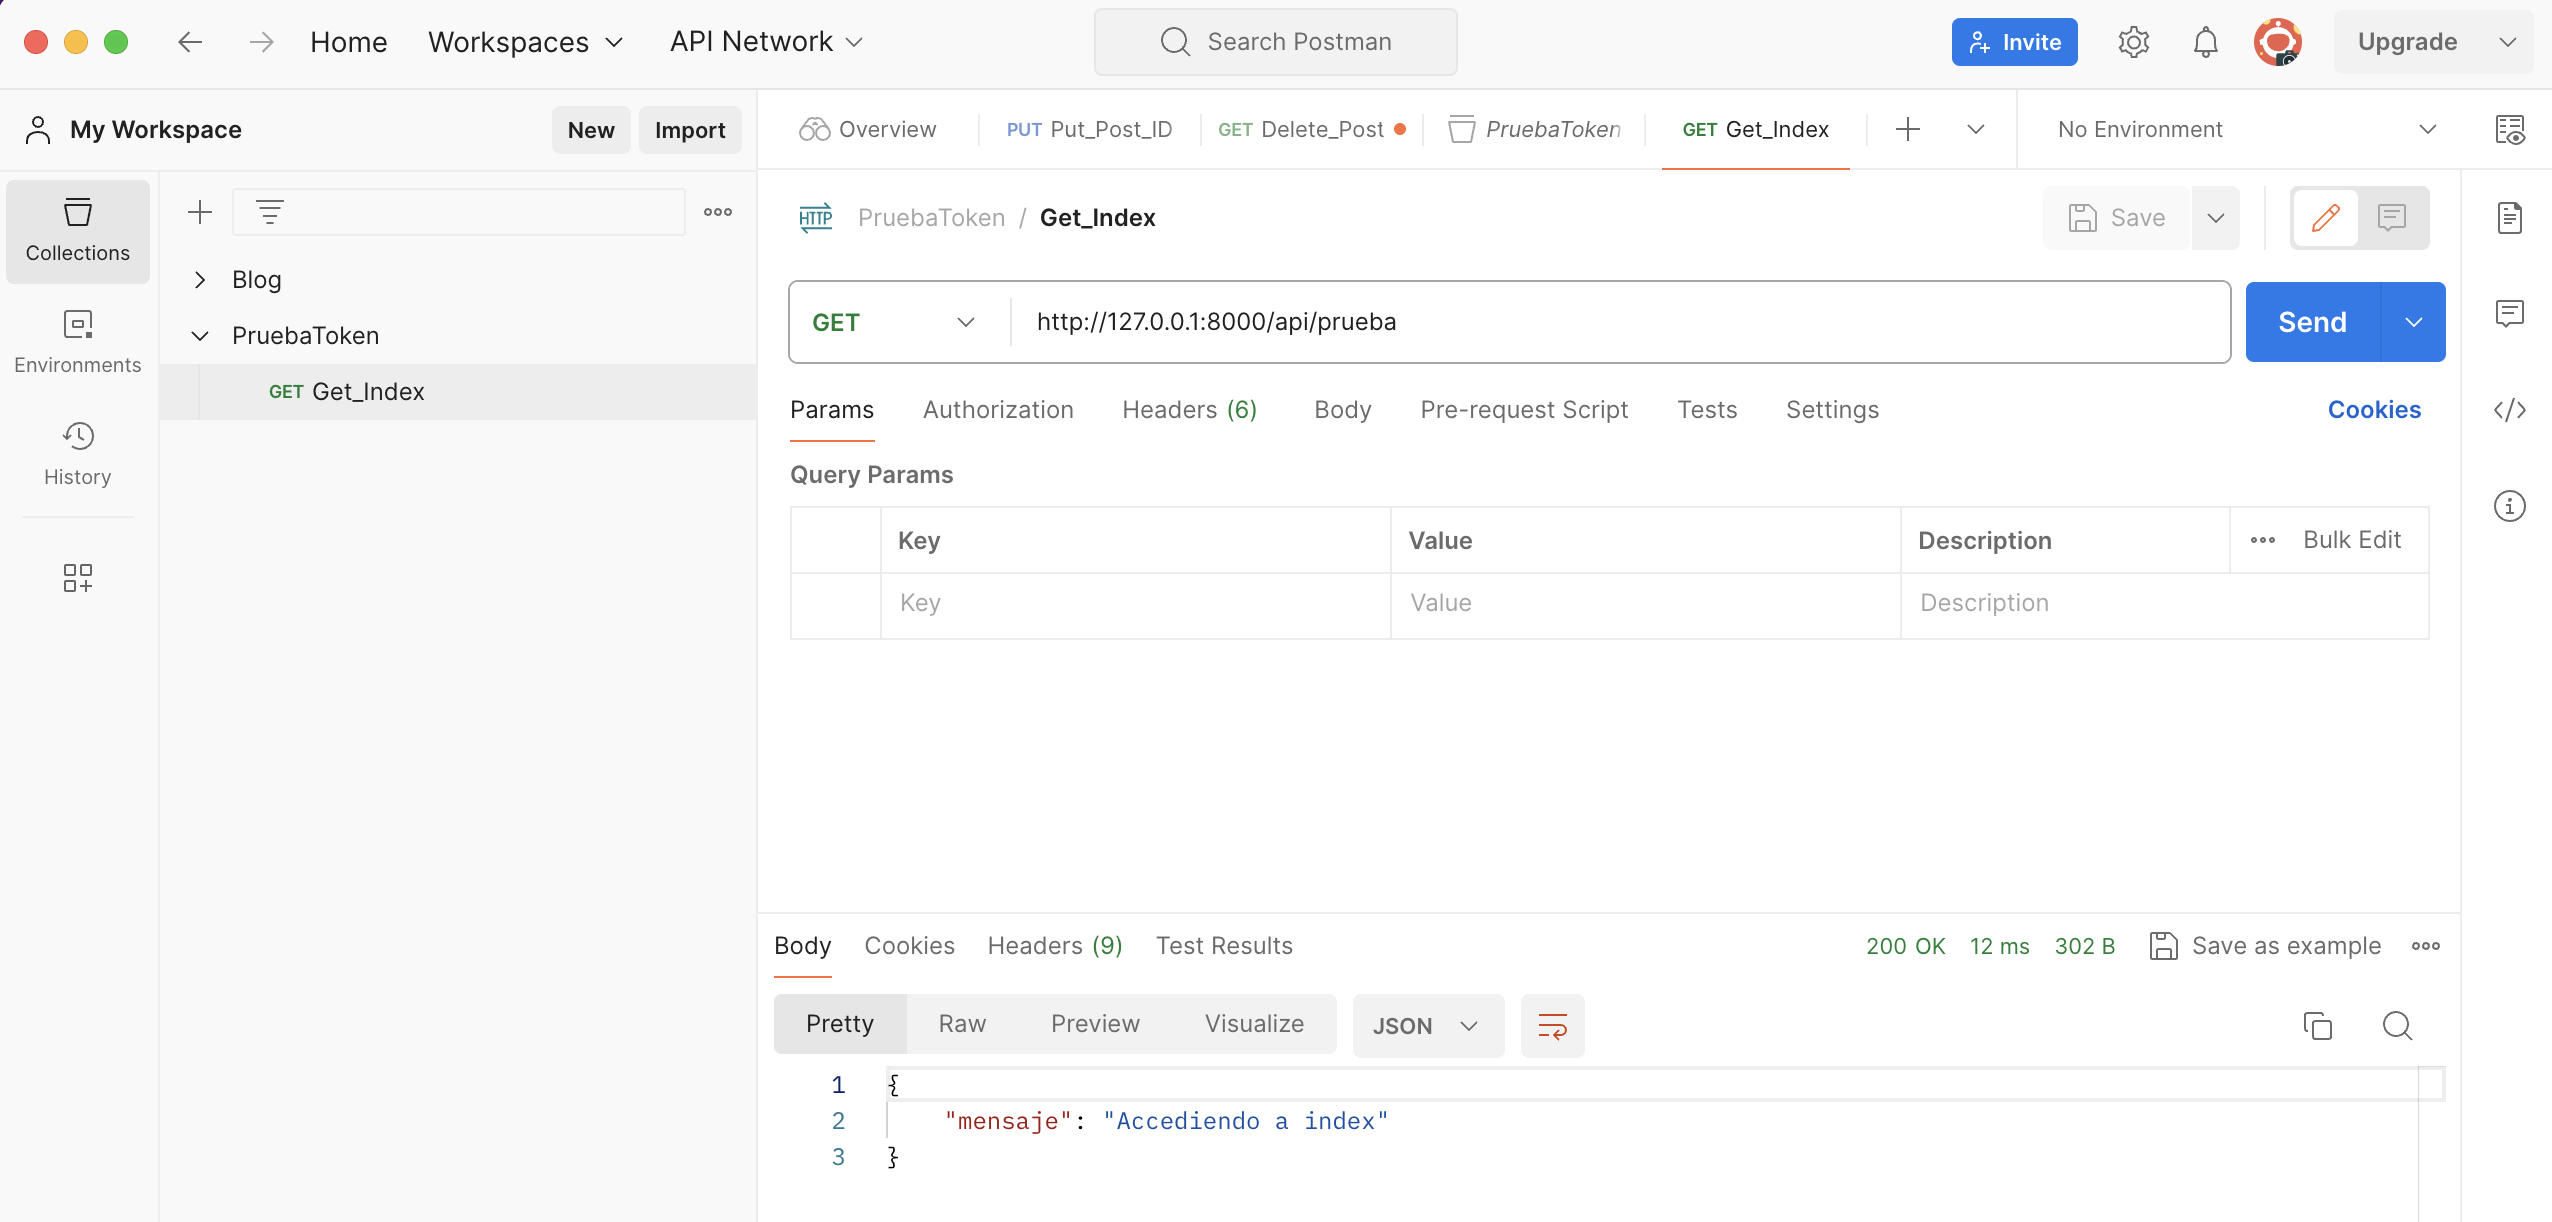 Home Workspaces API Network Search Postman Invite Upgrade
My Workspace New Import
Overview PUT Put_Post_ID GET Delete_Post PruebaToken GET Get_Index No Environment
Collections
Environments
History
Blog
PruebaToken
GET Get_Index
HTTP PruebaToken / Get_Index Save
GET http://127.0.0.1:8000/api/prueba Send
Params Authorization Headers (6) Body Pre-request Script Tests Settings Cookies
Query Params
Key Value Description Bulk Edit
Key Value Description
Body Cookies Headers (9) Test Results 200 OK 12 ms 302 B Save as example
Pretty Raw Preview Visualize JSON
1 {
2 "mensaje": "Accediendo a index"
3 }